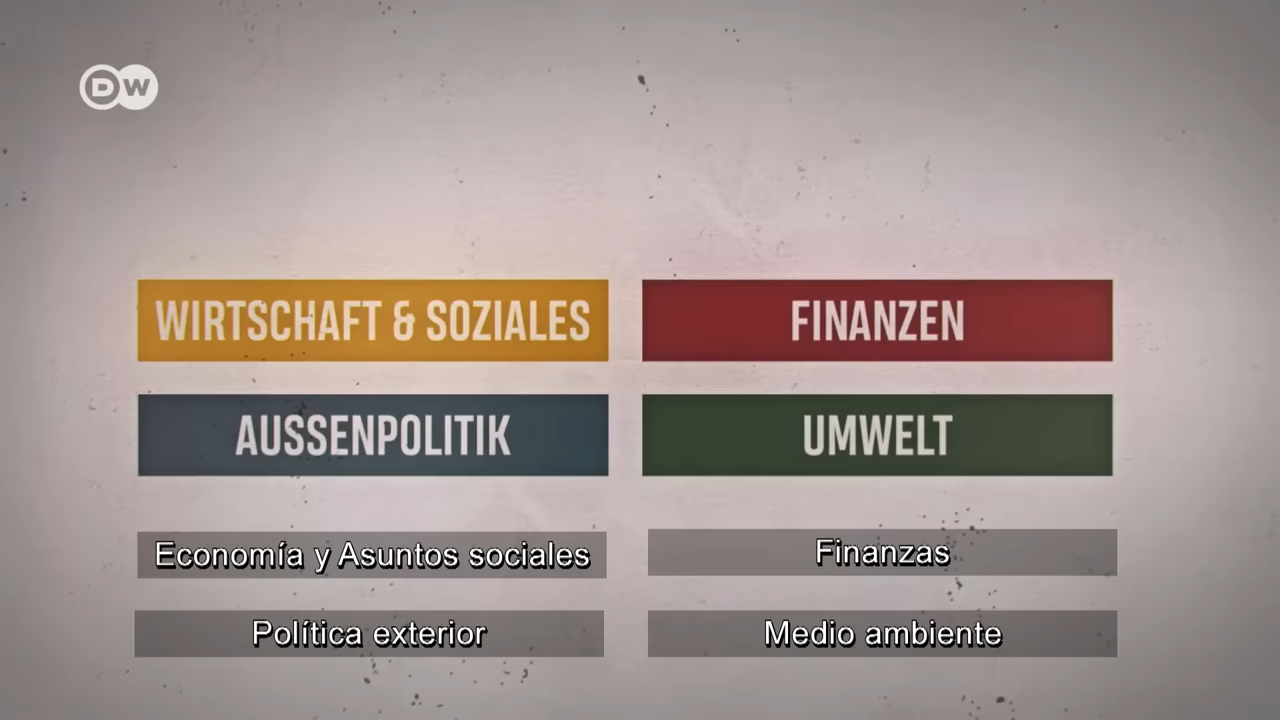 DW
WIRTSCHAFT & SOZIALES
FINANZEN
AUSSENPOLITIK
UMWELT
Economía y Asuntos sociales
Finanzas
Política exterior
Medio ambiente